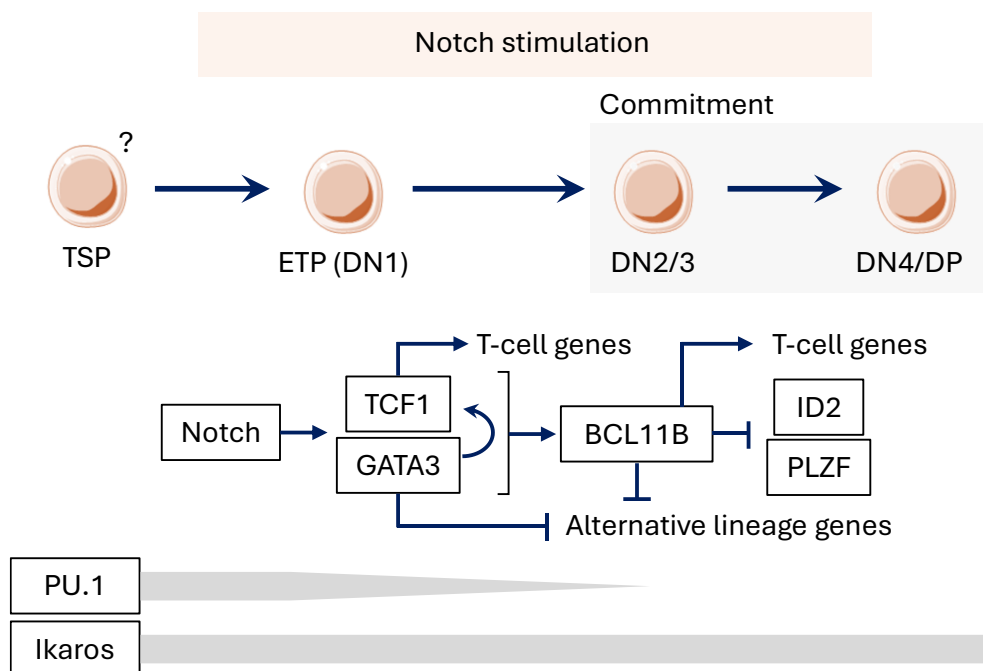 Notch stimulation
Commitment
?
TSP
ETP (DN1)
DN2/3
DN4/DP
T-cell genes
T-cell genes
TCF1
ID2
Notch
BCL11B
GATA3
PLZF
Alternative lineage genes
PU.1
Ikaros